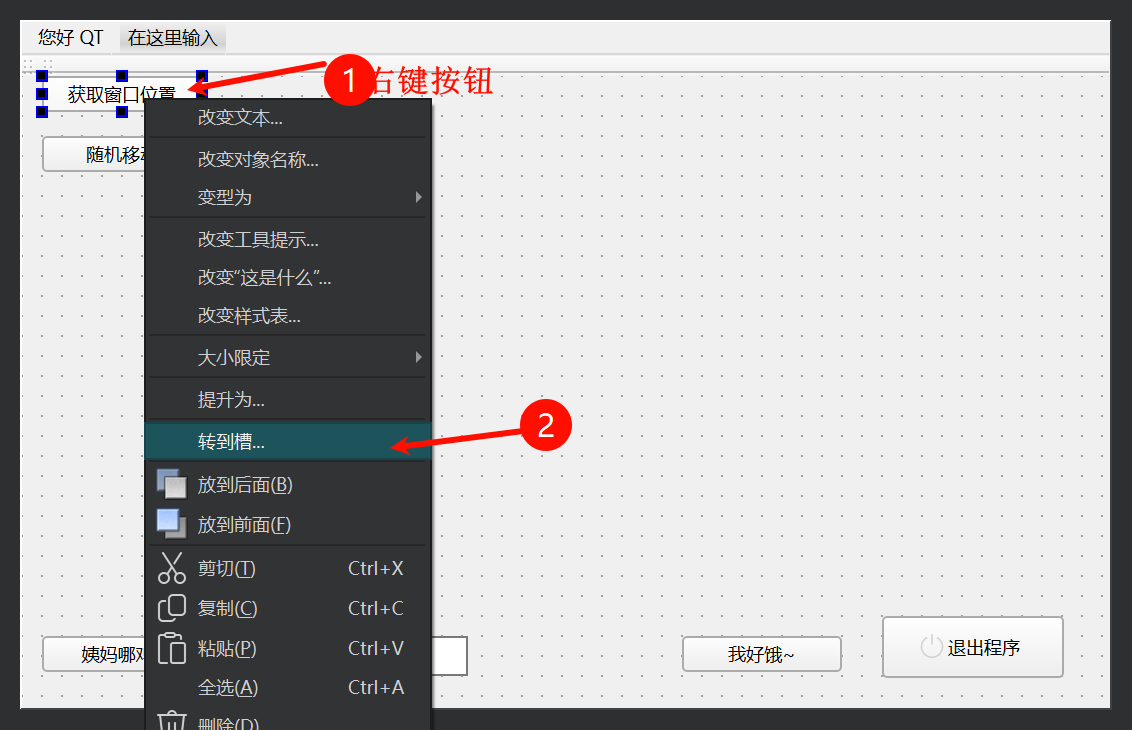 您好 QT 在这里输入
1 右键按钮
获取窗口位置
改变文本...
随机移
改变对象名称...
变型为
改变工具提示...
改变“这是什么”...
改变样式表...
大小限定
提升为...
2
转到槽...
放到后面(B)
放到前面(F)
剪切(T) Ctrl+X
复制(C) Ctrl+C
姨妈哪 粘贴(P) Ctrl+V 我好饿~ 退出程序
全选(A) Ctrl+A
删除(D)